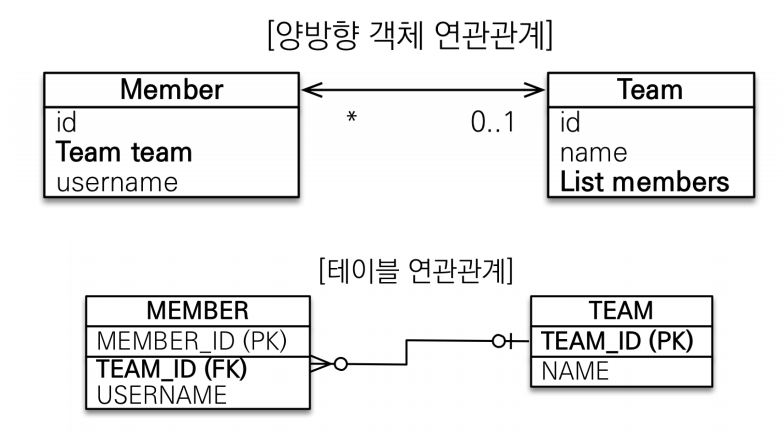 [양방향 객체 연관관계]
Member
id
Team team
username
* 0..1
Team
id
name
List members
[테이블 연관관계]
MEMBER
MEMBER_ID (PK)
TEAM_ID (FK)
USERNAME
TEAM
TEAM_ID (PK)
NAME